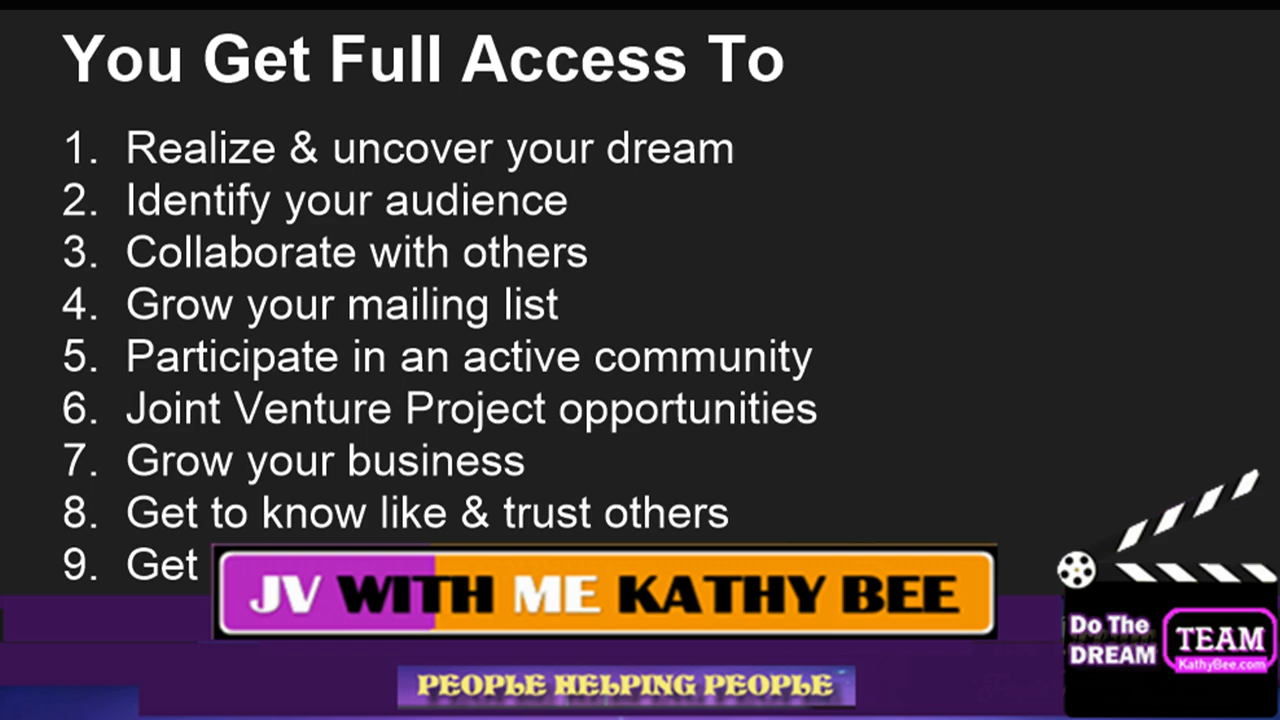 You Get Full Access To
1. Realize & uncover your dream
2. Identify your audience
3. Collaborate with others
4. Grow your mailing list
5. Participate in an active community
6. Joint Venture Project opportunities
7. Grow your business
8. Get to know like & trust others
9. Get
JV WITH ME KATHY BEE
Do The
DREAM
TEAM
KathyBee.com
PEOPLE HELPING PEOPLE